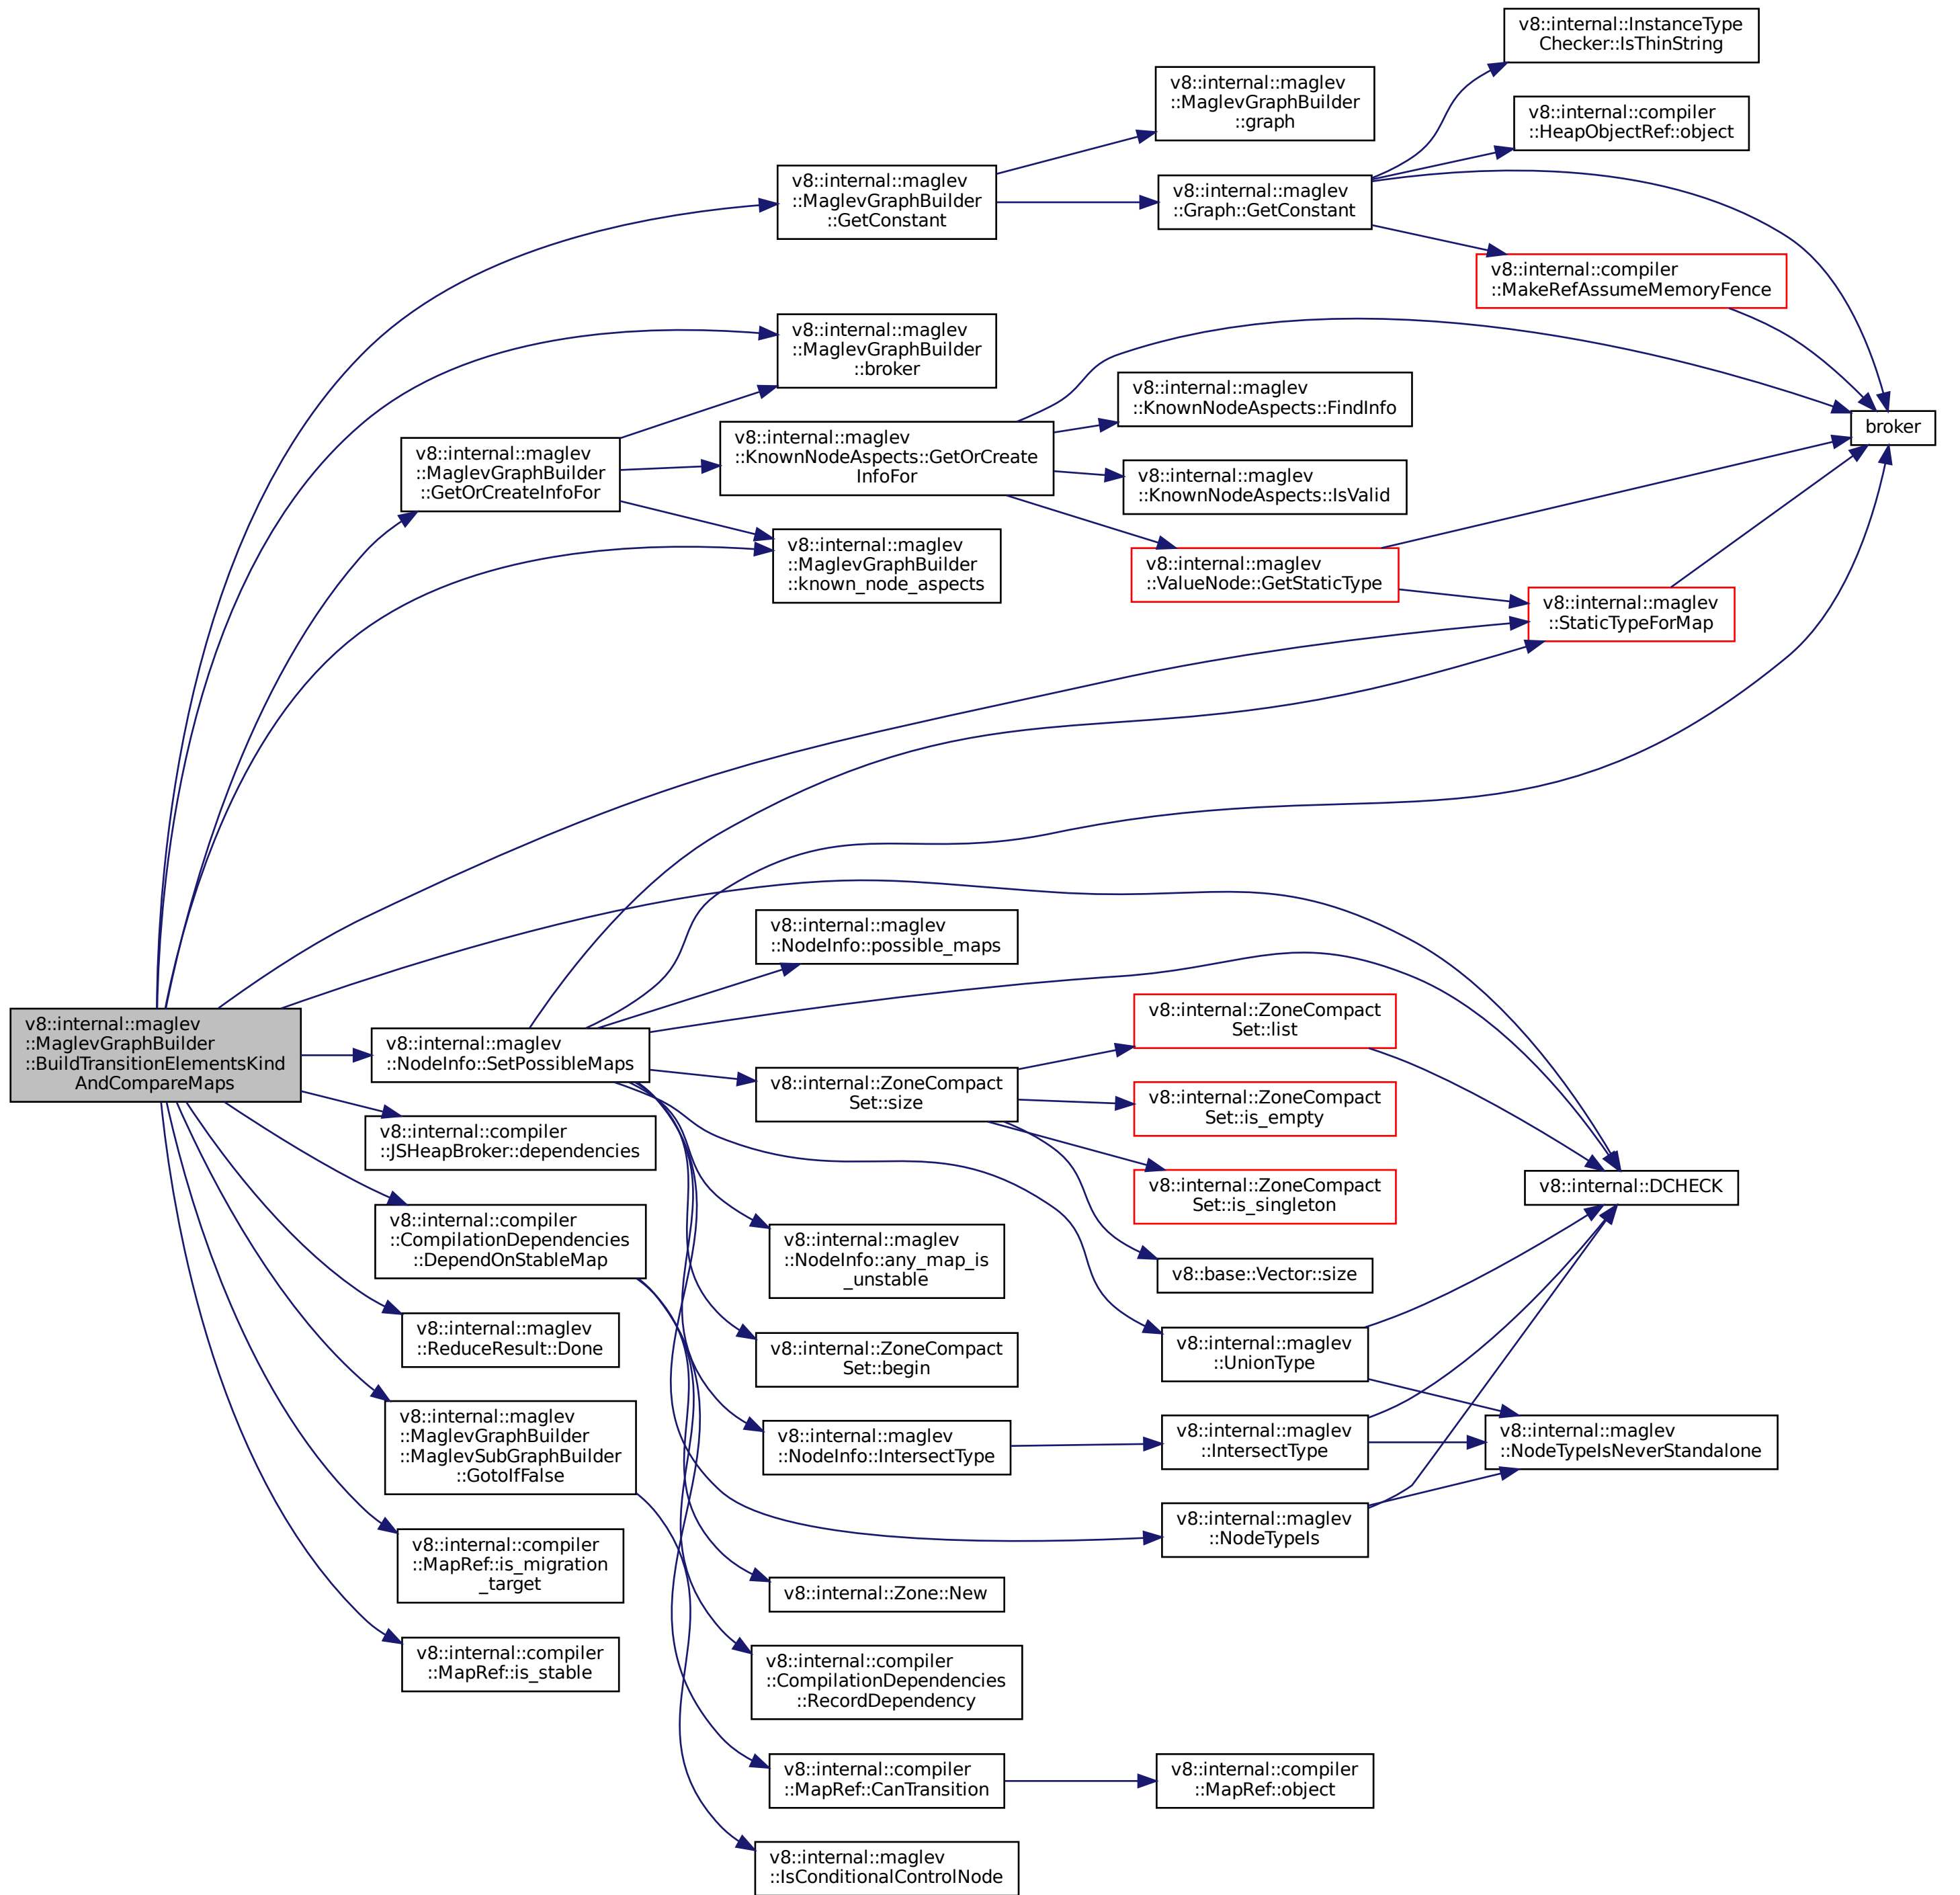 v8::internal::InstanceType
Checker::IsThinString
v8::internal::maglev
::MaglevGraphBuilder
::graph
v8::internal::compiler
::HeapObjectRef::object
v8::internal::maglev
::MaglevGraphBuilder
::GetConstant
v8::internal::maglev
::Graph::GetConstant
v8::internal::compiler
::MakeRefAssumeMemoryFence
v8::internal::maglev
::MaglevGraphBuilder
::broker
v8::internal::maglev
::KnownNodeAspects::FindInfo
broker
v8::internal::maglev
::MaglevGraphBuilder
::GetOrCreateInfoFor
v8::internal::maglev
::KnownNodeAspects::GetOrCreate
InfoFor
v8::internal::maglev
::KnownNodeAspects::IsValid
v8::internal::maglev
::MaglevGraphBuilder
::known_node_aspects
v8::internal::maglev
::ValueNode::GetStaticType
v8::internal::maglev
::StaticTypeForMap
v8::internal::maglev
::NodeInfo::possible_maps
v8::internal::maglev
::MaglevGraphBuilder
::BuildTransitionElementsKind
AndCompareMaps
v8::internal::maglev
::NodeInfo::SetPossibleMaps
v8::internal::ZoneCompact
Set::list
v8::internal::ZoneCompact
Set::size
v8::internal::ZoneCompact
Set::is_empty
v8::internal::compiler
::JSHeapBroker::dependencies
v8::internal::ZoneCompact
Set::is_singleton
v8::internal::DCHECK
v8::internal::compiler
::CompilationDependencies
::DependOnStableMap
v8::internal::maglev
::NodeInfo::any_map_is
_unstable
v8::base::Vector::size
v8::internal::maglev
::ReduceResult::Done
v8::internal::ZoneCompact
Set::begin
v8::internal::maglev
::UnionType
v8::internal::maglev
::MaglevGraphBuilder
::MaglevSubGraphBuilder
::GotoIfFalse
v8::internal::maglev
::NodeInfo::IntersectType
v8::internal::maglev
::IntersectType
v8::internal::maglev
::NodeTypeIsNeverStandalone
v8::internal::maglev
::NodeTypeIs
v8::internal::compiler
::MapRef::is_migration
_target
v8::internal::Zone::New
v8::internal::compiler
::MapRef::is_stable
v8::internal::compiler
::CompilationDependencies
::RecordDependency
v8::internal::compiler
::MapRef::CanTransition
v8::internal::compiler
::MapRef::object
v8::internal::maglev
::IsConditionalControlNode